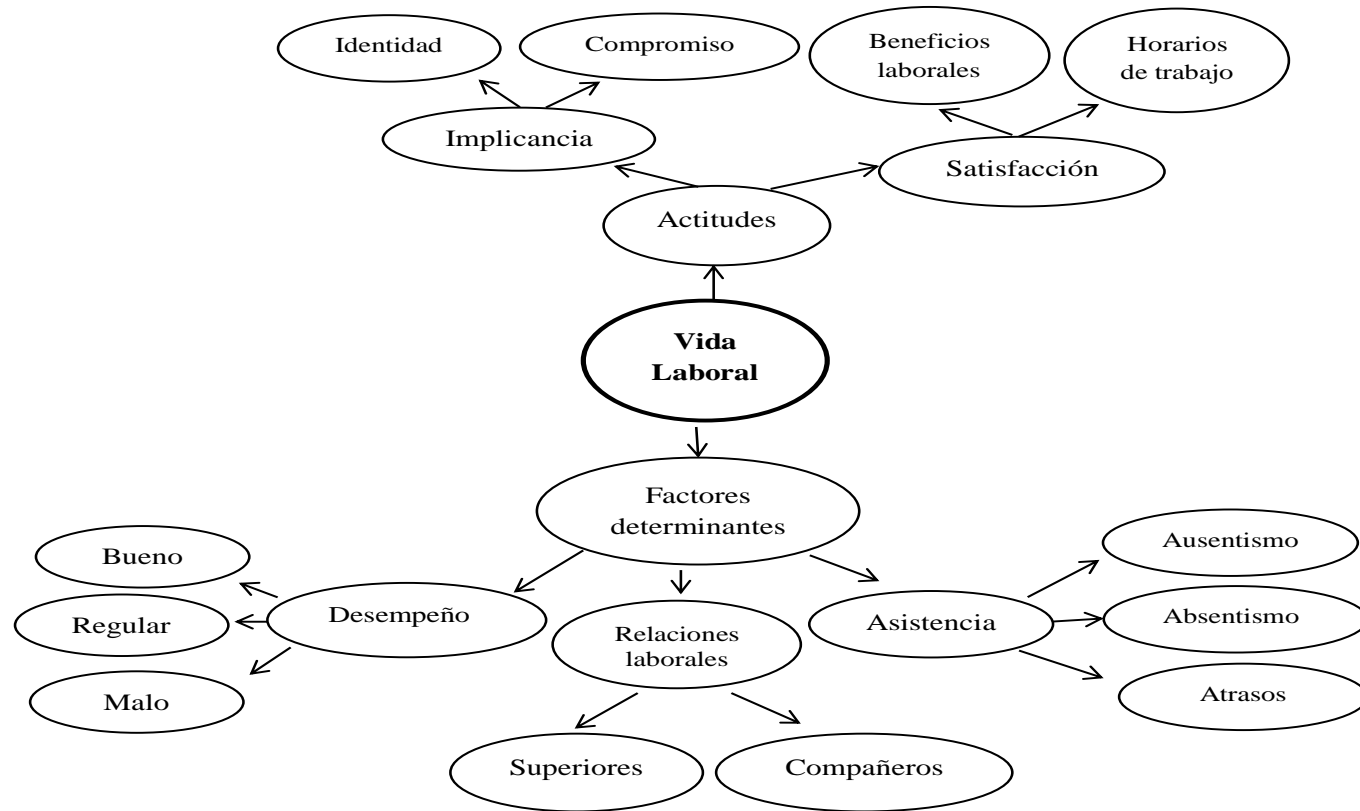 Identidad
Compromiso
Beneficios
laborales
Horarios
de trabajo
Implicancia
Satisfacción
Actitudes
Vida
Laboral
Factores
determinantes
Bueno
Regular
Malo
Desempeño
Relaciones
laborales
Asistencia
Ausentismo
Absentismo
Atrasos
Superiores
Compañeros